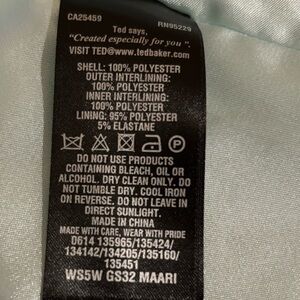 CA25459 RN95229
Ted says,
"Created especially for you".
VISIT TED@www.tedbaker.com
SHELL: 100% POLYESTER
OUTER INTERLINING:
100% POLYESTER
INNER INTERLINING:
100% POLYESTER
LINING: 95% POLYESTER
5% ELASTANE
P
DO NOT USE PRODUCTS
CONTAINING BLEACH, OIL OR
ALCOHOL. DRY CLEAN ONLY. DO
NOT TUMBLE DRY. COOL IRON
ON REVERSE. DO NOT LEAVE IN
DIRECT SUNLIGHT.
MADE IN CHINA
MADE WITH CARE, WEAR WITH PRIDE
D614 135965/135424/
134142/134205/135160/
135451
WS5W GS32 MAARI